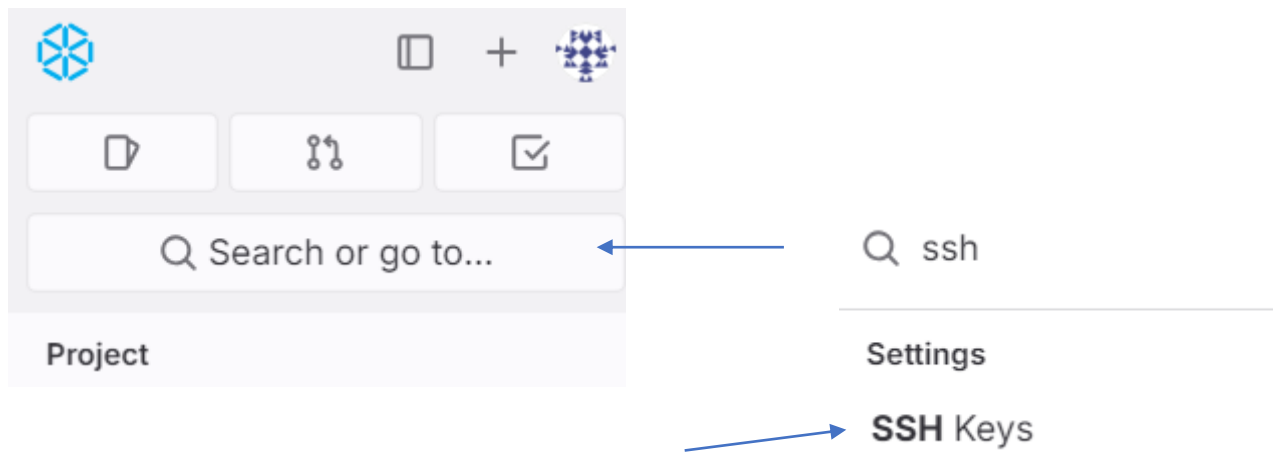 Search or go to...
Project
ssh
Settings
SSH Keys